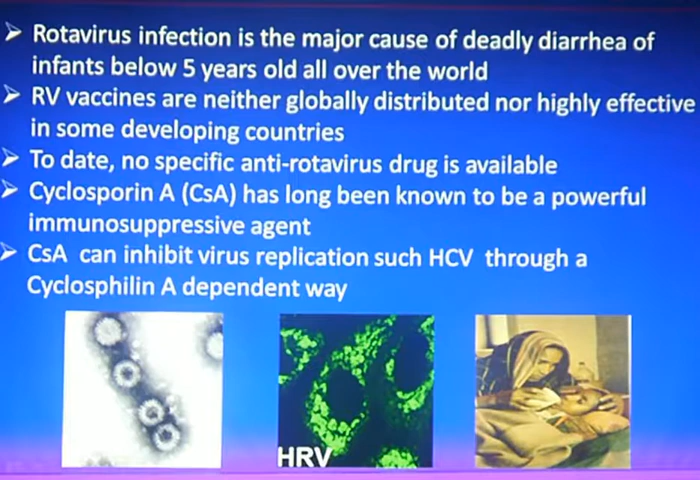 ➢ Rotavirus infection is the major cause of deadly diarrhea of
infants below 5 years old all over the world
➢ RV vaccines are neither globally distributed nor highly effective
in some developing countries
➢ To date, no specific anti-rotavirus drug is available
➢ Cyclosporin A (CsA) has long been known to be a powerful
immunosuppressive agent
➢ CsA can inhibit virus replication such HCV through a
Cyclosphilin A dependent way
HRV